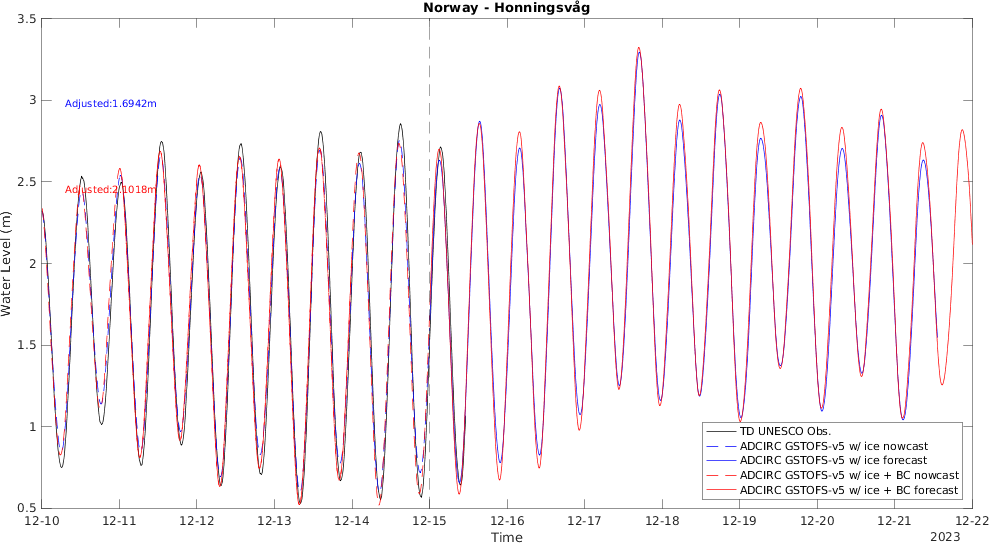 Norway - Honningsvåg
3.5
3
2.5
2
1.5
1
0.5
Water Level (m)
Adjusted:1.6942m
Adjusted:2.1018m
TD UNESCO Obs.
ADCIRC GSTOFS-v5 w/ ice nowcast
ADCIRC GSTOFS-v5 w/ ice forecast
ADCIRC GSTOFS-v5 w/ ice + BC nowcast
ADCIRC GSTOFS-v5 w/ ice + BC forecast
12-10 12-11 12-12 12-13 12-14 12-15 12-16 12-17 12-18 12-19 12-20 12-21 12-22
Time
2023